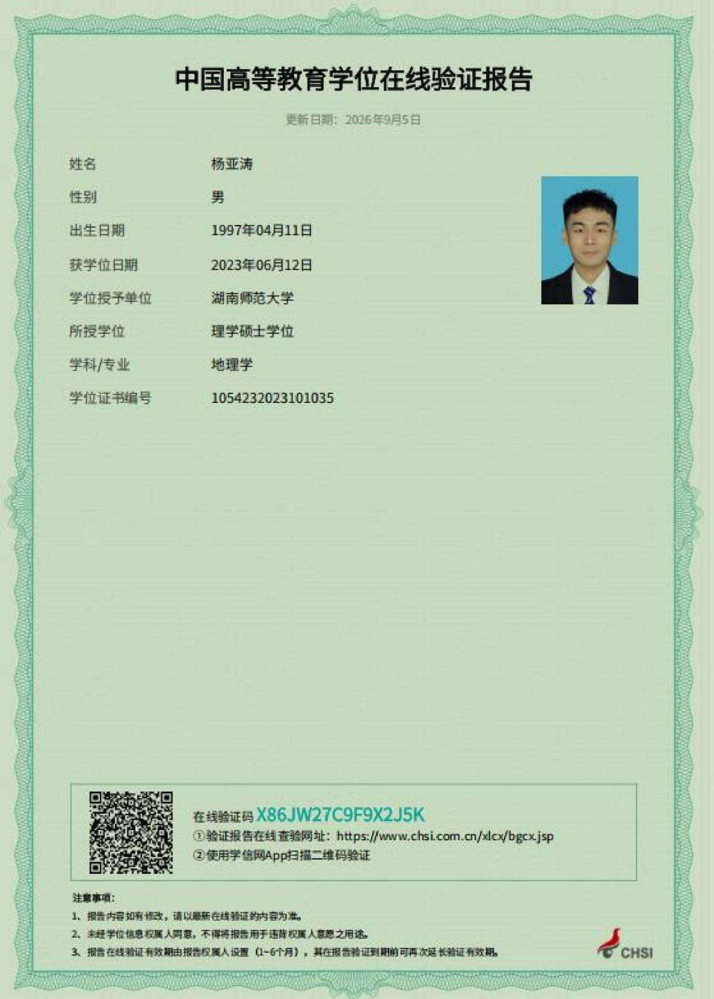 中国高等教育学位在线验证报告
更新日期：2026年9月5日
姓名 杨亚涛
性别 男
出生日期 1997年04月11日
获学位日期 2023年06月12日
学位授予单位 湖南师范大学
所授学位 理学硕士学位
学科/专业 地理学
学位证书编号 1054232023101035
在线验证码 X86JW27C9F9X2J5K
①验证报告在线查验网址：https://www.chsi.com.cn/xlcx/bgcx.jsp
②使用学信网App扫描二维码验证
注意事项：
1、报告内容如有修改，请以最新在线验证的内容为准。
2、未经学位信息权属人同意，不得将报告用于违背权属人意愿之用途。
3、报告在线验证有效期由报告权属人设置（1~6个月），其在报告验证到期前可再次延长验证有效期。
CHSI